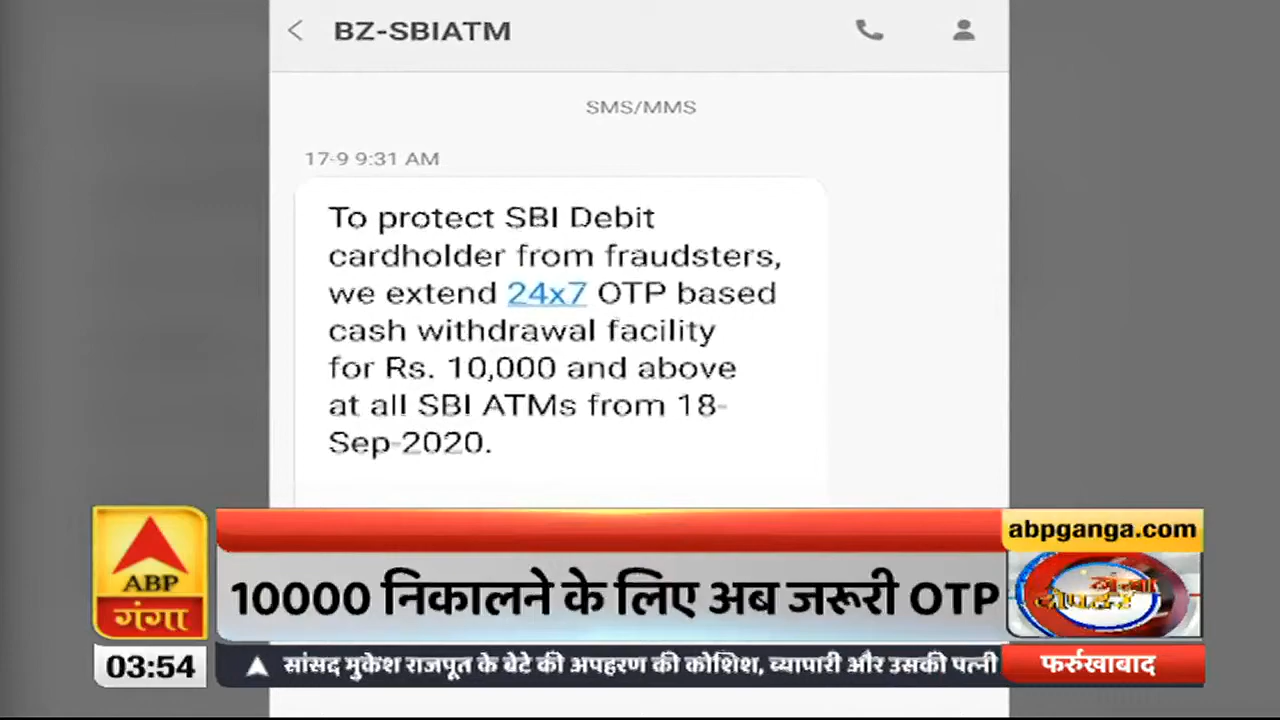 BZ-SBIATM
SMS/MMS
17-9 9:31 AM
To protect SBI Debit
cardholder from fraudsters,
we extend 24x7 OTP based
cash withdrawal facility
for Rs. 10,000 and above
at all SBI ATMs from 18-
Sep-2020.
abpganga.com
ABP
गंगा
10000 निकालने के लिए अब जरूरी OTP
03:54
सांसद मुकेश राजपूत के बेटे की अपहरण की कोशिश, व्यापारी और उसकी पत्नी
फर्रुखाबाद